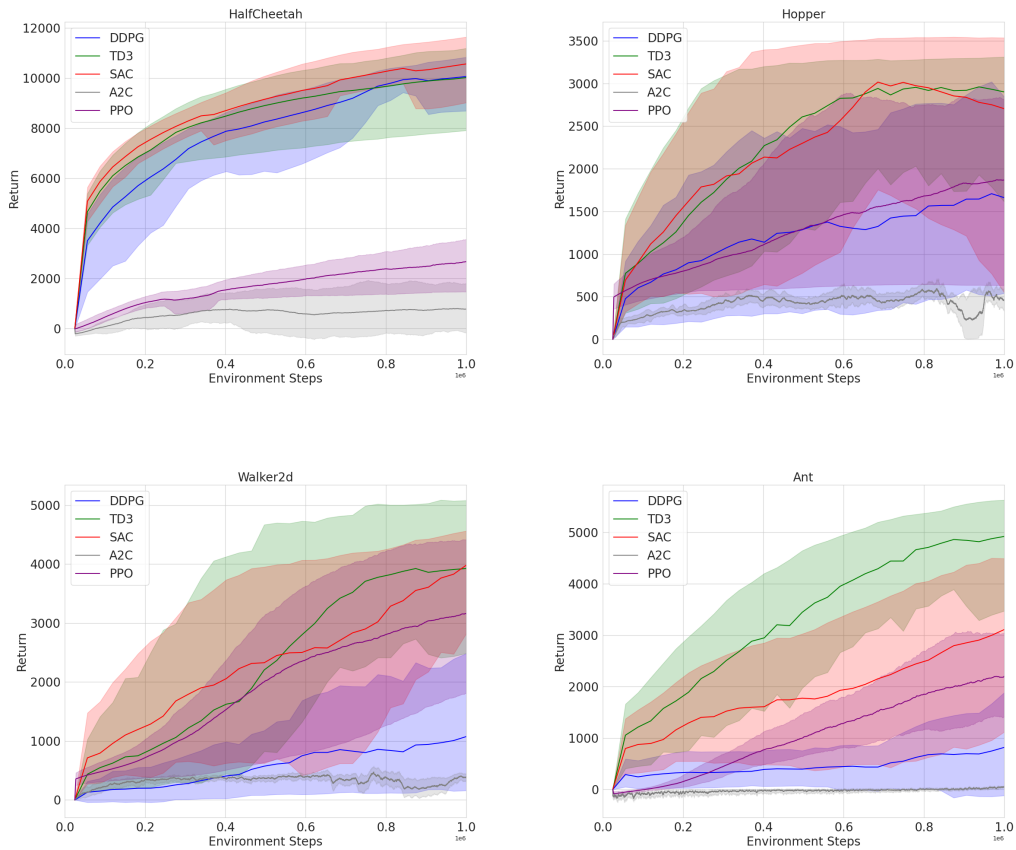 HalfCheetah
12000
10000
8000
6000
4000
2000
0
Return
DDPG
TD3
SAC
A2C
PPO
0.0 0.2 0.4 0.6 0.8 1.0
Environment Steps
1e6
Hopper
3500
3000
2500
2000
1500
1000
500
0
Return
DDPG
TD3
SAC
A2C
PPO
0.0 0.2 0.4 0.6 0.8 1.0
Environment Steps
1e6
Walker2d
5000
4000
3000
2000
1000
0
Return
DDPG
TD3
SAC
A2C
PPO
0.0 0.2 0.4 0.6 0.8 1.0
Environment Steps
1e6
Ant
5000
4000
3000
2000
1000
0
Return
DDPG
TD3
SAC
A2C
PPO
0.0 0.2 0.4 0.6 0.8 1.0
Environment Steps
1e6